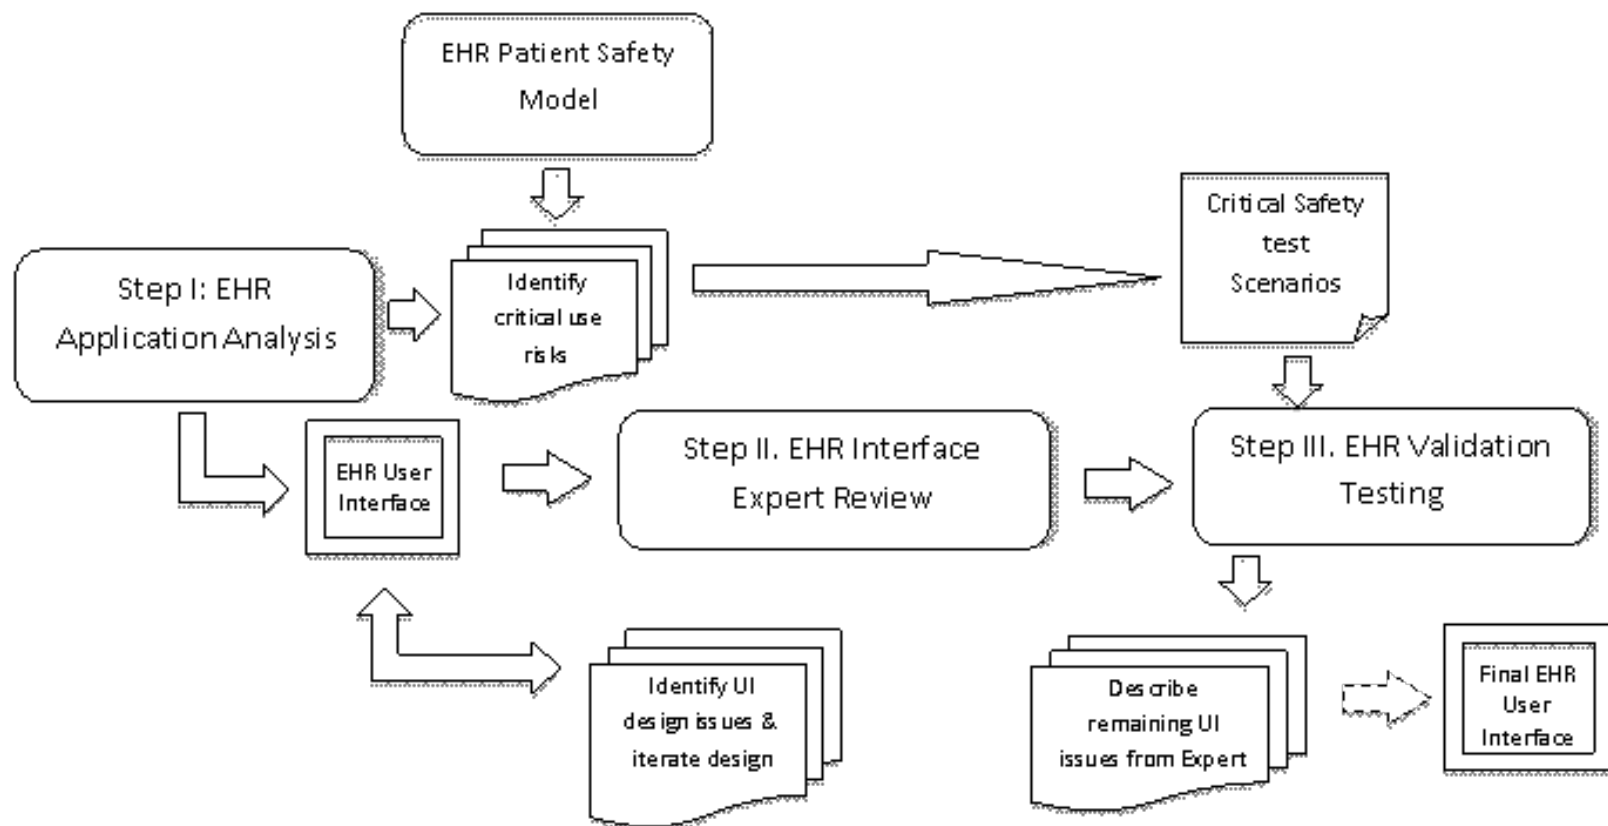 EHR Patient Safety
Model
Critical Safety
test
Scenarios
Step I: EHR
Application Analysis
Identify
critical use
risks
EHR User
Interface
Step II. EHR Interface
Expert Review
Step III. EHR Validation
Testing
Identify UI
design issues &
iterate design
Describe
remaining UI
issues from Expert
Final EHR
User
Interface